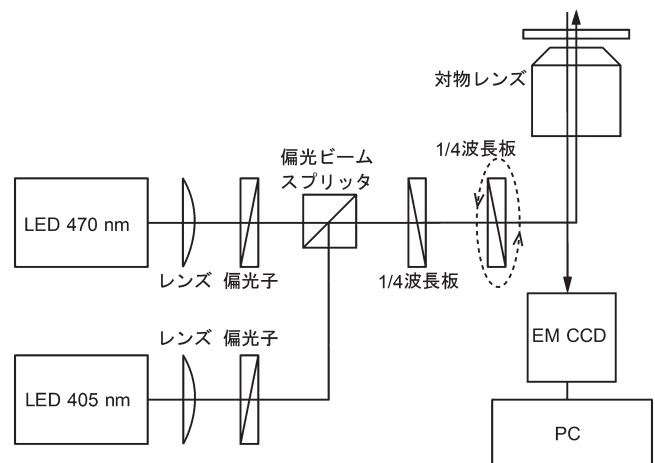 対物レンズ
1/4波長板
偏光ビーム
スプリッタ
LED 470 nm
レンズ 偏光子
1/4波長板
レンズ 偏光子
LED 405 nm
EM CCD
PC